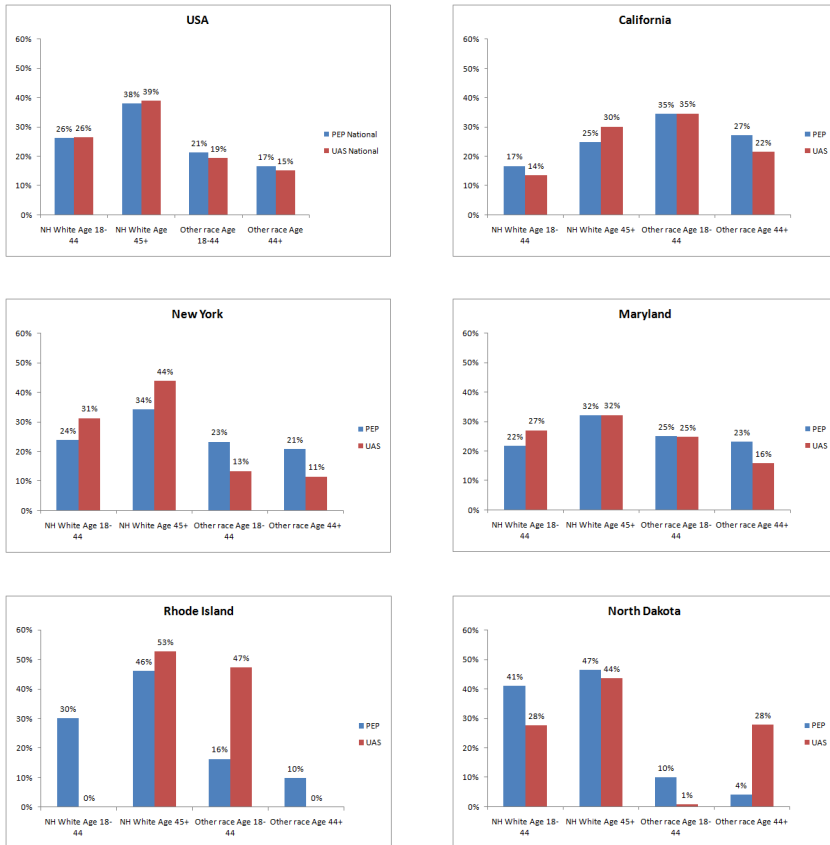 USA
60%
50%
40%
30%
20%
10%
0%
26% 26%
38% 39%
21% 19%
17% 15%
NH White Age 18-
44
NH White Age
45+
Other race Age
18-44
Other race Age
44+
PEP National
UAS National
California
60%
50%
40%
30%
20%
10%
0%
17% 14%
25% 30%
35% 35%
27% 22%
NH White Age 18-
44
NH White Age 45+
Other race Age 18-
44
Other race Age 44+
PEP
UAS
New York
60%
50%
40%
30%
20%
10%
0%
24% 31%
34% 44%
23% 13%
21% 11%
NH White Age 18-
44
NH White Age 45+
Other race Age 18-
44
Other race Age 44+
PEP
UAS
Maryland
60%
50%
40%
30%
20%
10%
0%
22% 27%
32% 32%
25% 25%
23% 16%
NH White Age 18-
44
NH White Age 45+
Other race Age 18-
44
Other race Age 44+
PEP
UAS
Rhode Island
60%
50%
40%
30%
20%
10%
0%
30% 0%
46% 53%
16% 47%
10% 0%
NH White Age 18-
44
NH White Age 45+
Other race Age 18-
44
Other race Age 44+
PEP
UAS
North Dakota
60%
50%
40%
30%
20%
10%
0%
41% 28%
47% 44%
10% 1%
4% 28%
NH White Age 18-
44
NH White Age 45+
Other race Age 18-
44
Other race Age 44+
PEP
UAS